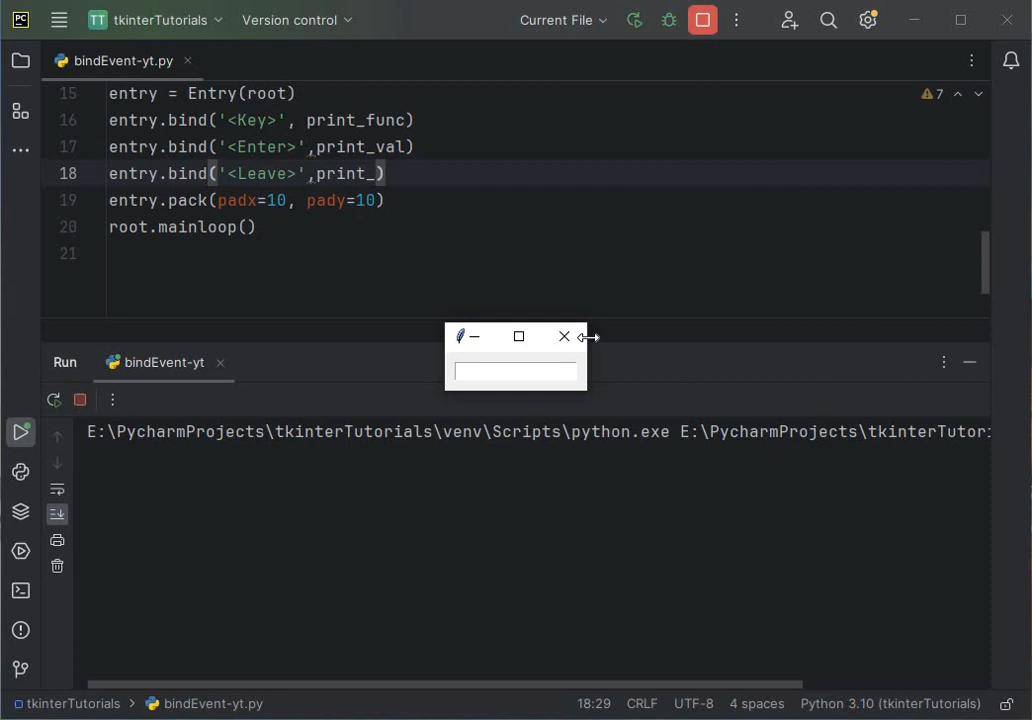 PC TT tkinterTutorials Version control Current File
bindEvent-yt.py
15 entry = Entry(root) 7
16 entry.bind('<Key>', print_func)
17 entry.bind('<Enter>',print_val)
18 entry.bind('<Leave>',print_)
19 entry.pack(padx=10, pady=10)
20 root.mainloop()
21
Run bindEvent-yt
E:\PycharmProjects\tkinterTutorials\venv\Scripts\python.exe E:\PycharmProjects\tkinterTutori
tkinterTutorials > bindEvent-yt.py 18:29 CRLF UTF-8 4 spaces Python 3.10 (tkinterTutorials)